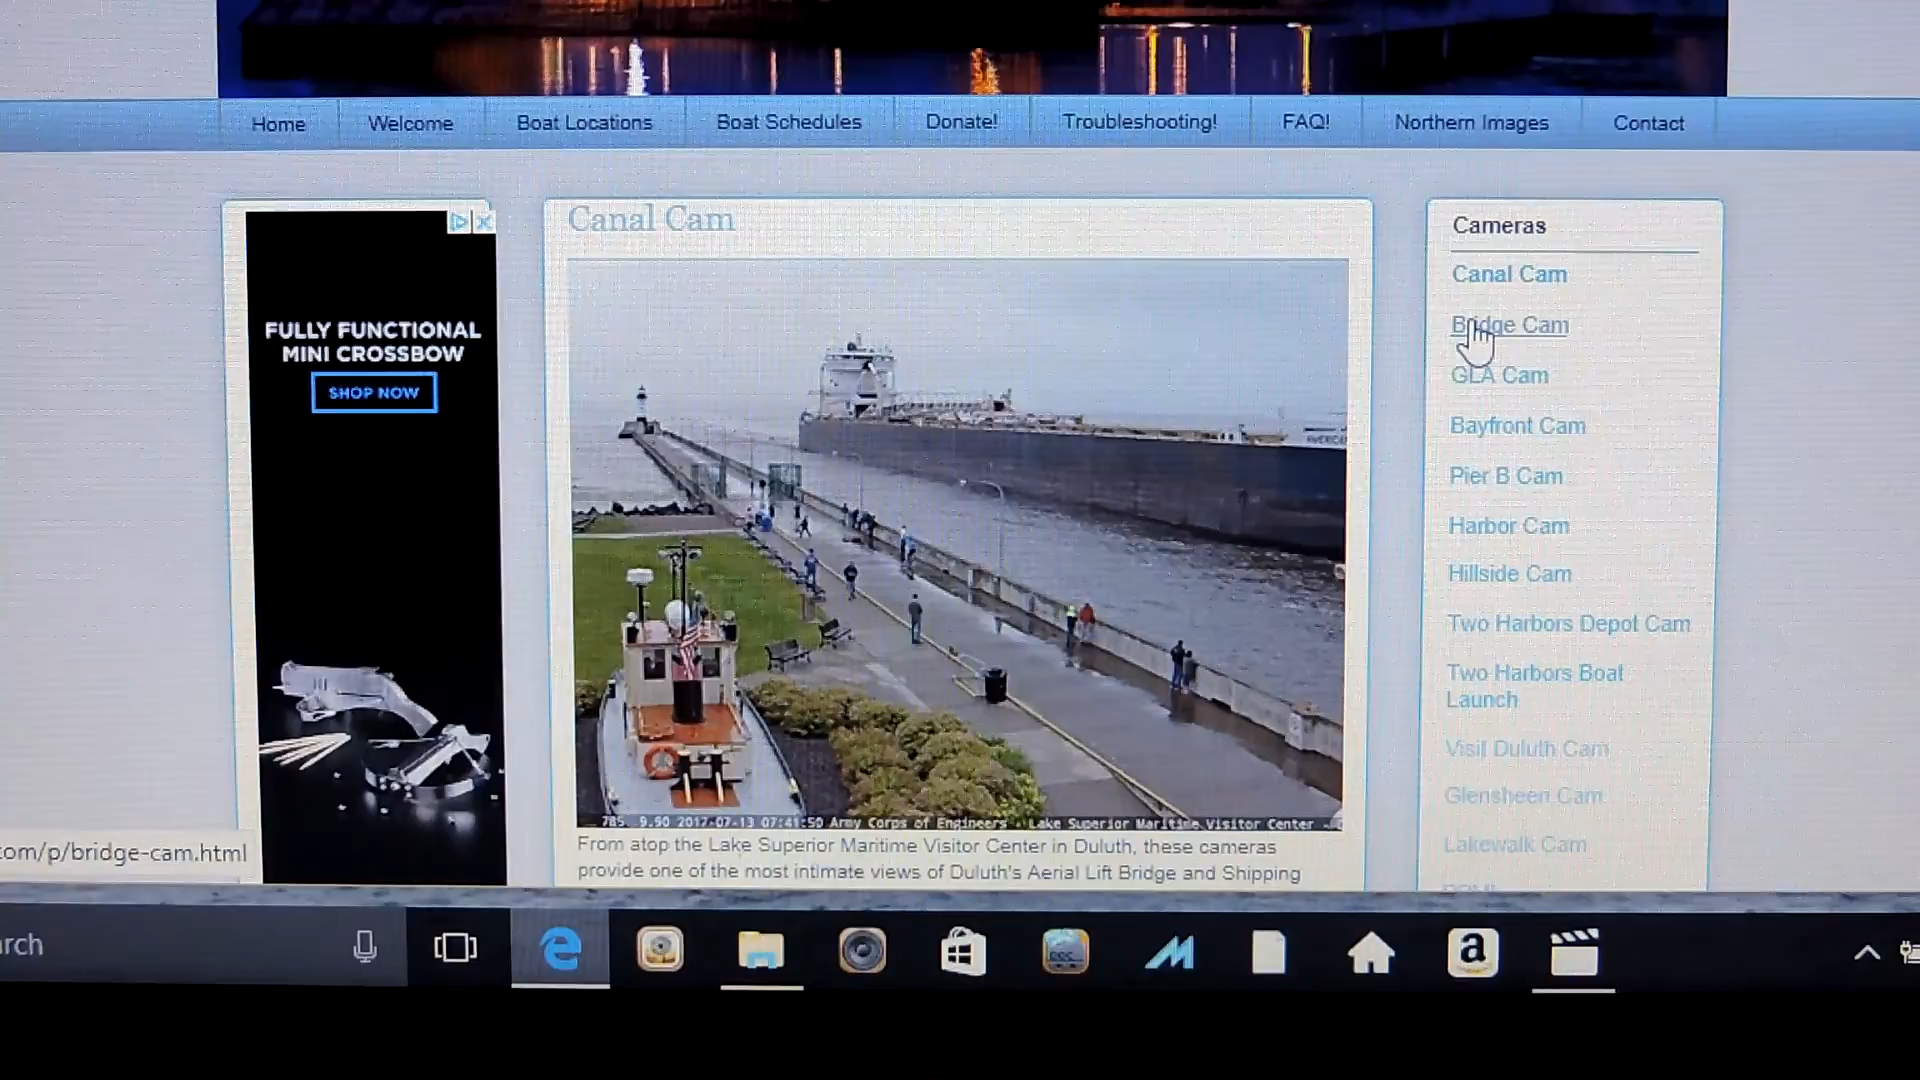 Home Welcome Boat Locations Boat Schedules Donate! Troubleshooting! FAQ! Northern Images Contact
FULLY FUNCTIONAL
MINI CROSSBOW
SHOP NOW
Canal Cam
785 9.90 2017-07-13 07:41:50 Army Corps of Engineers - Lake Superior Maritime Visitor Center -
From atop the Lake Superior Maritime Visitor Center in Duluth, these cameras
provide one of the most intimate views of Duluth's Aerial Lift Bridge and Shipping
Cameras
Canal Cam
Bridge Cam
GLA Cam
Bayfront Cam
Pier B Cam
Harbor Cam
Hillside Cam
Two Harbors Depot Cam
Two Harbors Boat
Launch
Visit Duluth Cam
Glensheen Cam
Lakewalk Cam
com/p/bridge-cam.html
rch
a